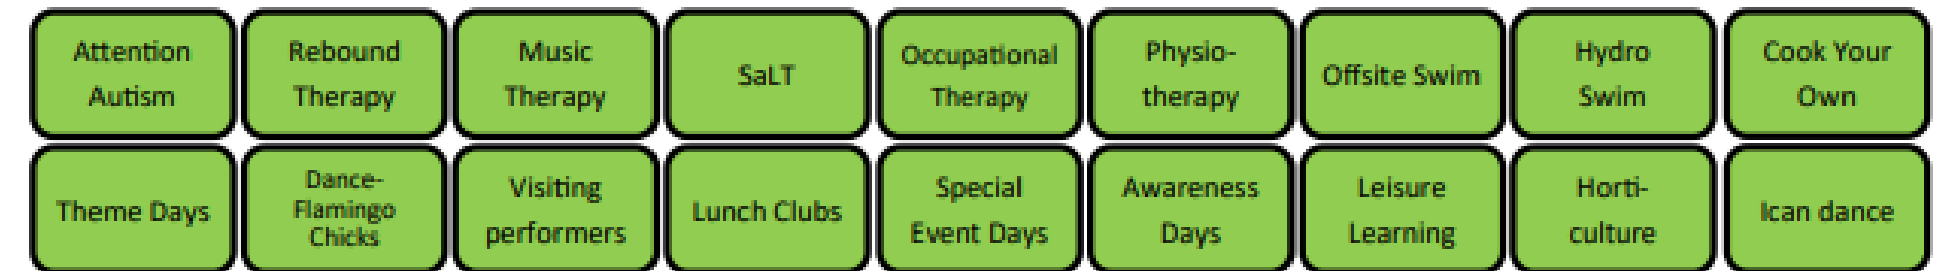 Attention
Autism
Rebound
Therapy
Music
Therapy
SaLT
Occupational
Therapy
Physio-
therapy
Offsite Swim
Hydro
Swim
Cook Your
Own
Theme Days
Dance-
Flamingo
Chicks
Visiting
performers
Lunch Clubs
Special
Event Days
Awareness
Days
Leisure
Learning
Horti-
culture
Ican dance